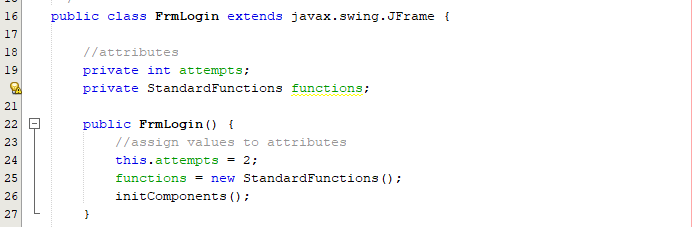 16 public class FrmLogin extends javax.swing.JFrame {
17
18 //attributes
19 private int attempts;
private StandardFunctions functions;
21
22 public FrmLogin() {
23 //assign values to attributes
24 this.attempts = 2;
25 functions = new StandardFunctions();
26 initComponents();
27 }